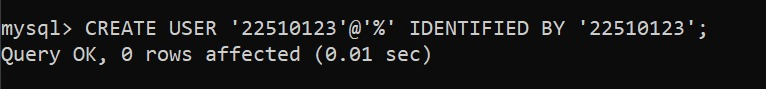 mysql> CREATE USER '22510123'@'%' IDENTIFIED BY '22510123';
Query OK, 0 rows affected (0.01 sec)